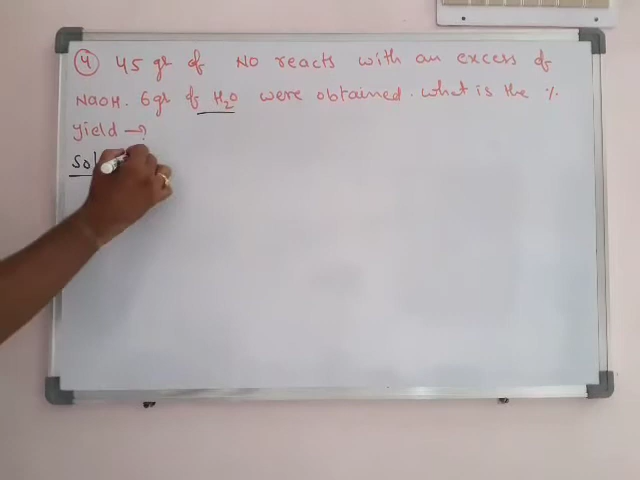 ④ 45 gr of NO reacts with an excess of
NaOH. 6gr of H₂O were obtained. what is the %
yield →?
Sol